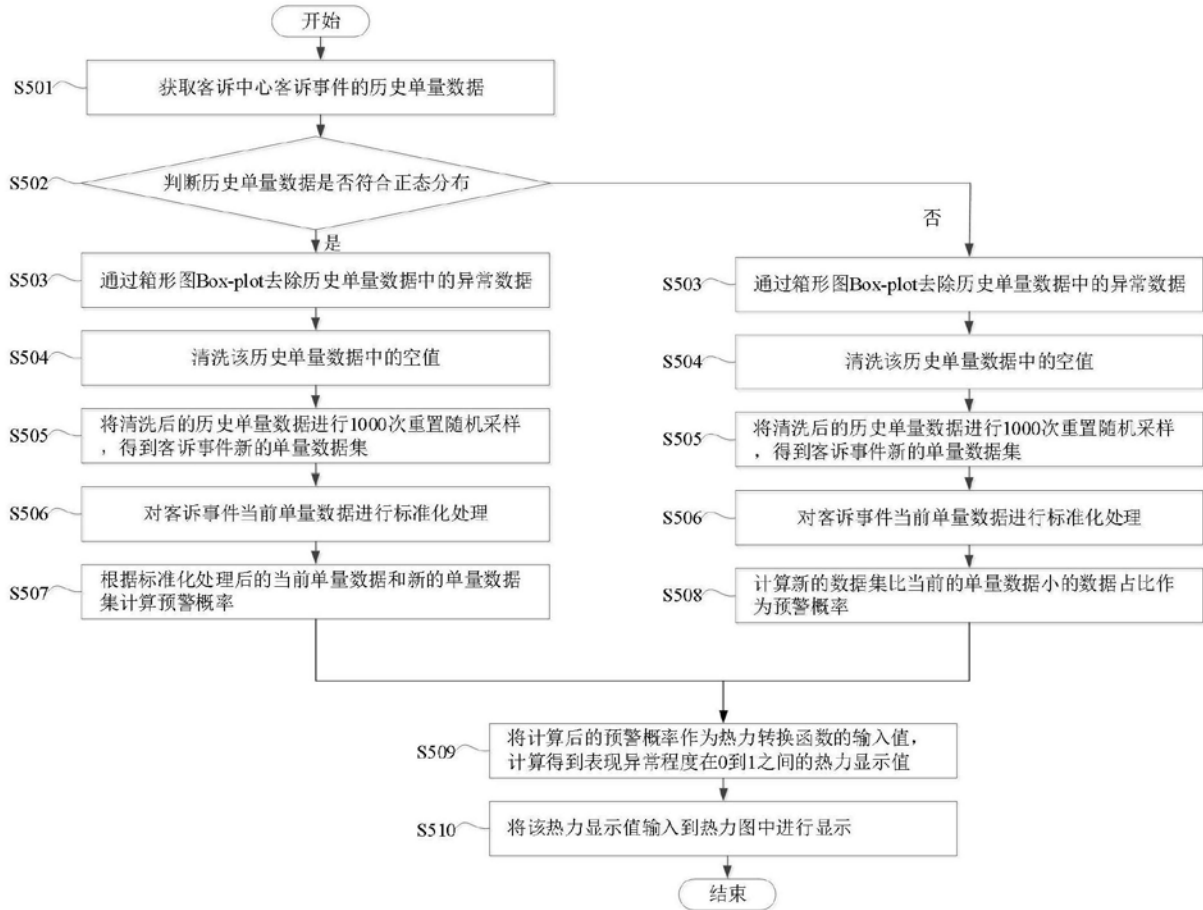 开始
S501
获取客诉中心客诉事件的历史单量数据
S502
判断历史单量数据是否符合正态分布
是
否
S503
通过箱形图Box-plot去除历史单量数据中的异常数据
S504
清洗该历史单量数据中的空值
S505
将清洗后的历史单量数据进行1000次重置随机采样
，得到客诉事件新的单量数据集
S506
对客诉事件当前单量数据进行标准化处理
S507
根据标准化处理后的当前单量数据和新的单量数据
集计算预警概率
S503
通过箱形图Box-plot去除历史单量数据中的异常数据
S504
清洗该历史单量数据中的空值
S505
将清洗后的历史单量数据进行1000次重置随机采样
，得到客诉事件新的单量数据集
S506
对客诉事件当前单量数据进行标准化处理
S508
计算新的数据集比当前的单量数据小的数据占比作
为预警概率
S509
将计算后的预警概率作为热力转换函数的输入值，
计算得到表现异常程度在0到1之间的热力显示值
S510
将该热力显示值输入到热力图中进行显示
结束